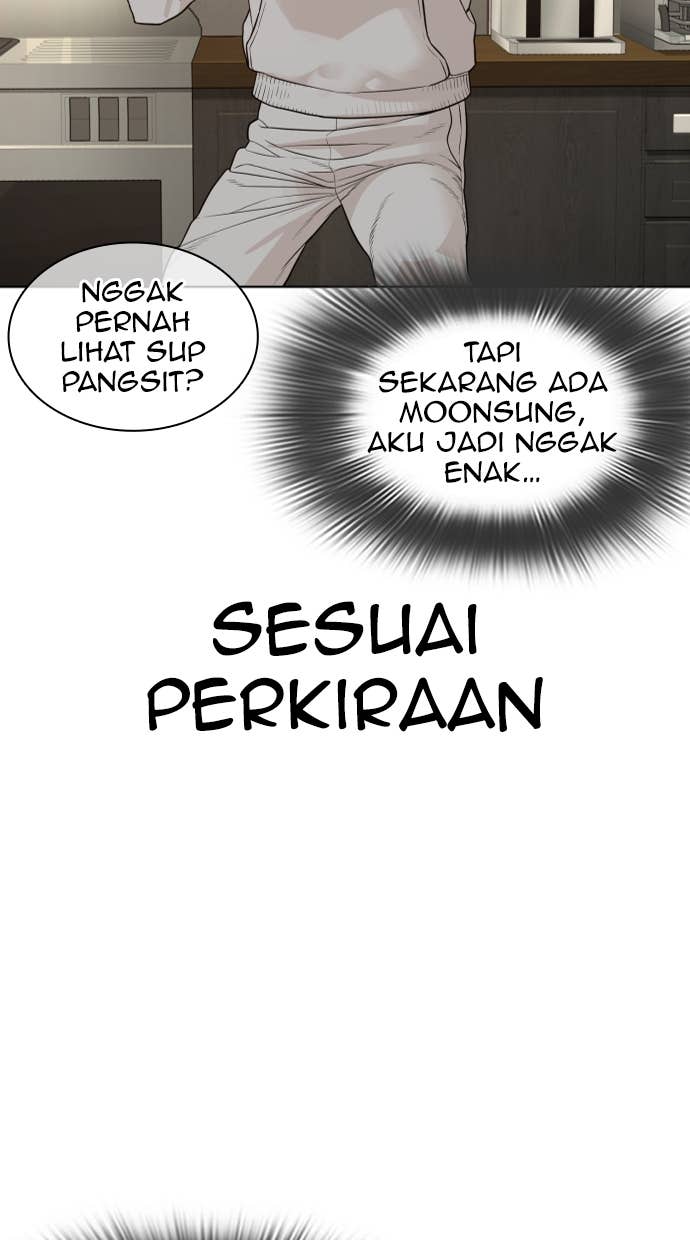 NGGAK
PERNAH
LIHAT SUP
PANGSIT?
TAPI
SEKARANG ADA
MOONSUNG,
AKU JADI NGGAK
ENAK...
SESUAI
PERKIRAAN